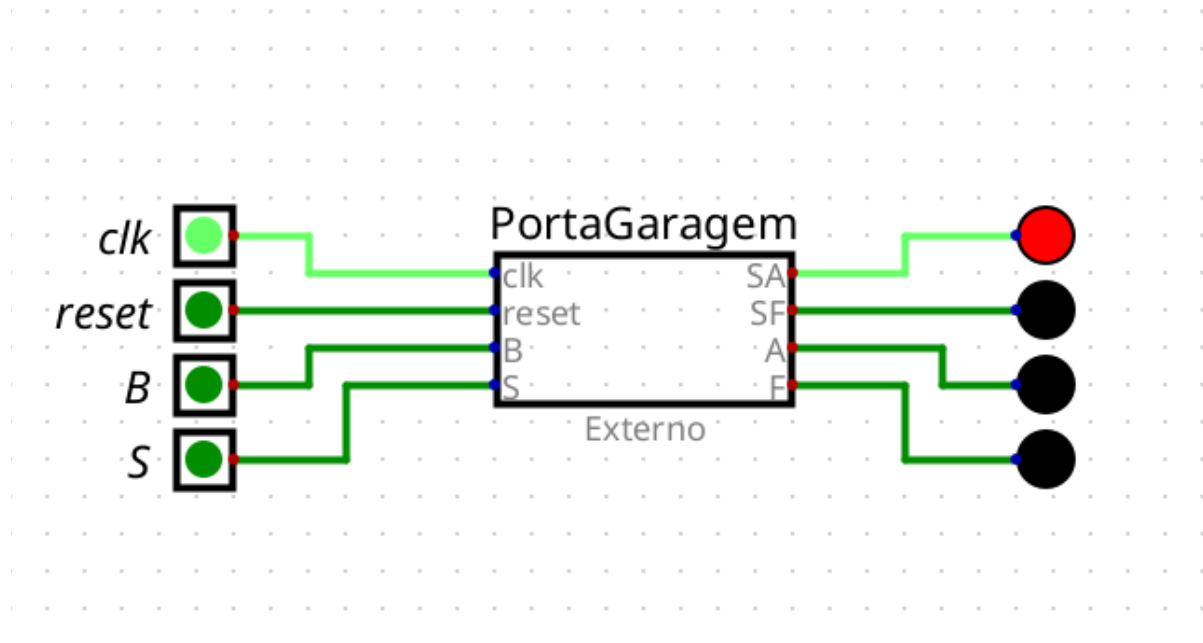 PortaGaragem
clk
reset
B
S
clk
reset
B
S
SA
SF
A
F
Externo